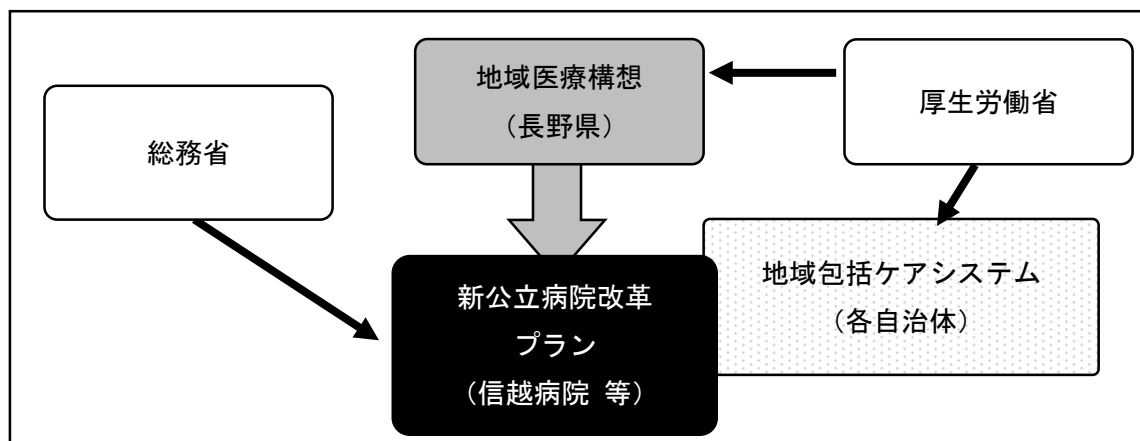 地域医療構想
（長野県）
厚生労働省
総務省
地域包括ケアシステム
（各自治体）
新公立病院改革
プラン
（信越病院 等）